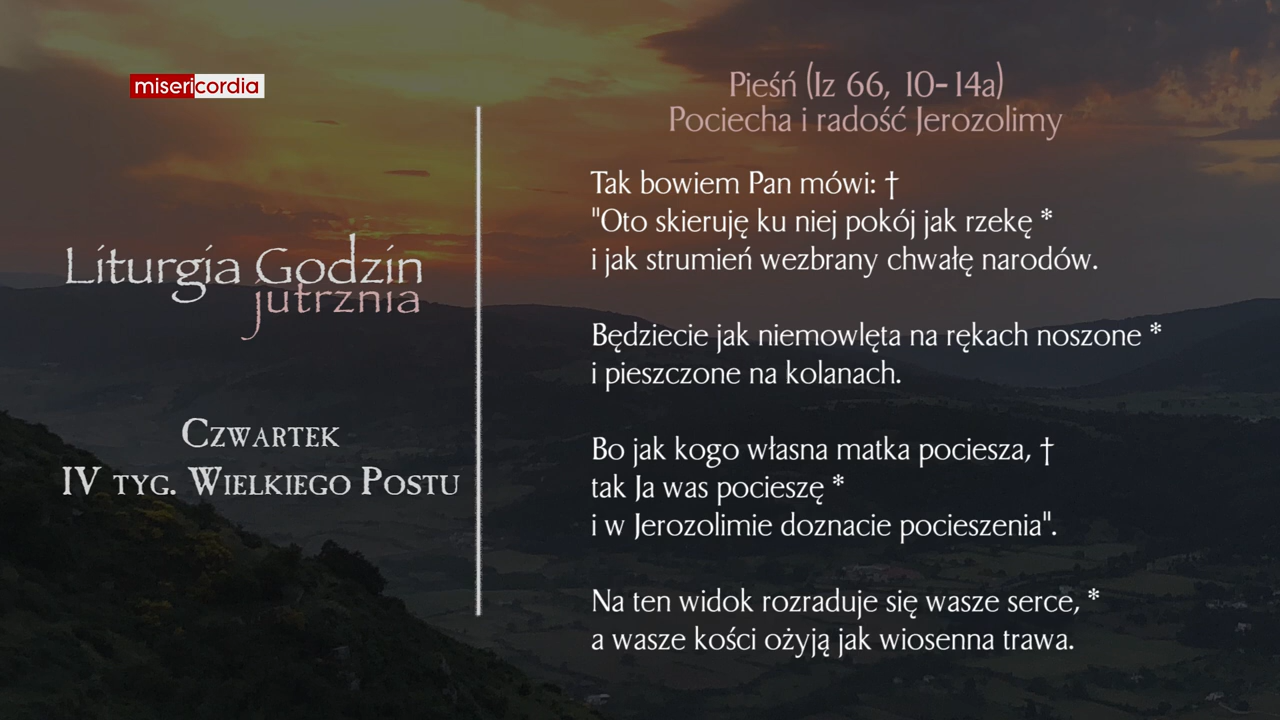 misericordia
Liturgia Godzin
jutrznia
Czwartek
IV tyg. Wielkiego Postu
Pieśń (Iz 66, 10-14a)
Pociecha i radość Jerozolimy
Tak bowiem Pan mówi: †
"Oto skieruję ku niej pokój jak rzekę *
i jak strumień wezbrany chwałę narodów.
Będziecie jak niemowlęta na rękach noszone *
i pieszczone na kolanach.
Bo jak kogo własna matka pociesza, †
tak Ja was pocieszę *
i w Jerozolimie doznacie pocieszenia".
Na ten widok rozraduje się wasze serce, *
a wasze kości ożyją jak wiosenna trawa.